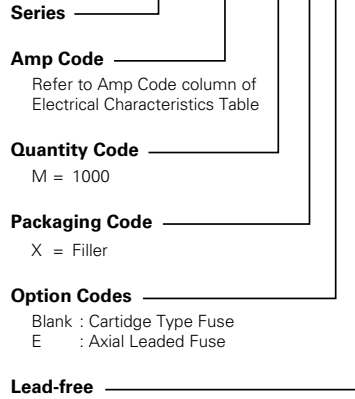 Series
Amp Code
Refer to Amp Code column of
Electrical Characteristics Table
Quantity Code
M = 1000
Packaging Code
X = Filler
Option Codes
Blank : Cartidge Type Fuse
E : Axial Leaded Fuse
Lead-free